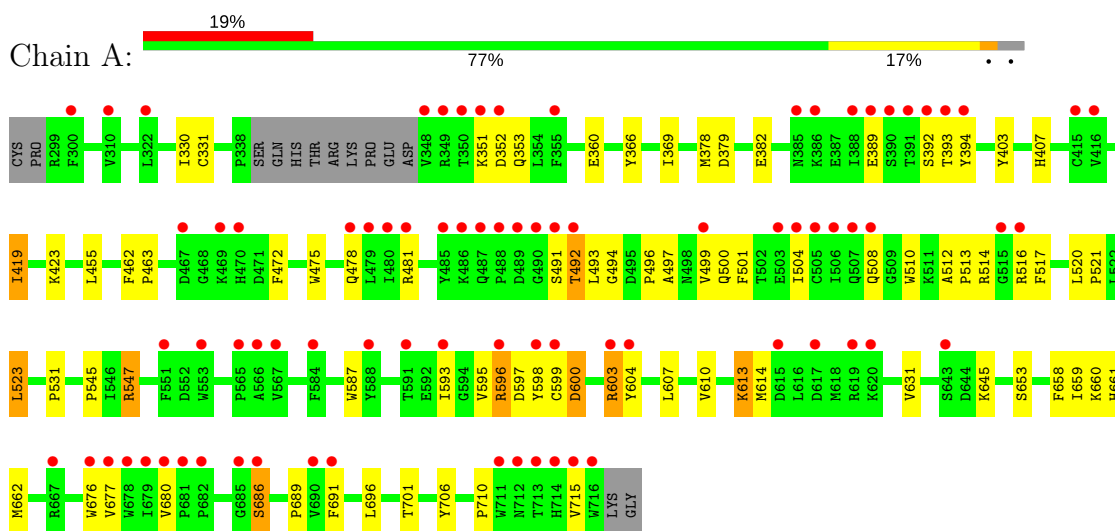 19%
Chain A:
77% 17% • •
CYS PRO R299 F300 V310 L322 I330 C331 P338 SER GLN HIS THR ARG LYS PRO GLU ASP V348 R349 T350 K351 D352 Q353 L354 F355 E360 Y366 I369 M378 D379 E382 N385 K386 E387 I388 E389 S390 T391 S392 T393 Y394 Y403 H407 C415 V416
I419 K423 L455 F462 P463 D467 G468 K469 H470 D471 F472 W475 Q478 L479 I480 R481 Y485 K486 Q487 P488 D489 G490 S491 T492 L493 G494 D495 P496 A497 N498 V499 Q500 F501 T502 E503 I504 C505 I506 Q507 Q508 G509 W510 K511 A512 P513 R514 G515 R516 F517 L520 P521 L522
L523 P531 P545 I546 R547 F551 D552 W553 P565 A566 V567 F584 W587 Y588 T591 E592 I593 G594 V595 R596 D597 Y598 C599 D600 R603 Y604 L607 V610 K613 M614 D615 L616 D617 M618 R619 K620 V631 S643 D644 K645 S653 F658 I659 K660 H661
M662 R667 W676 V677 W678 I679 V680 P681 P682 G685 S686 P689 V690 F691 L696 T701 Y706 P710 W711 N712 T713 H714 V715 W716 LYS GLY